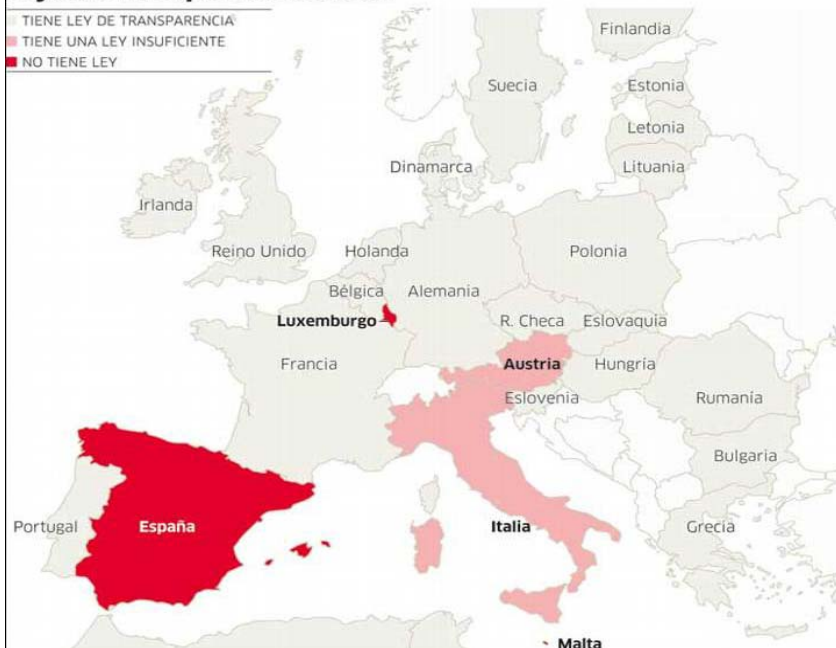 TIENE LEY DE TRANSPARENCIA
TIENE UNA LEY INSUFICIENTE
NO TIENE LEY
Finlandia
Suecia
Estonia
Letonia
Dinamarca
Lituania
Irlanda
Reino Unido
Holanda
Polonia
Bélgica
Alemania
Luxemburgo
R. Checa
Eslovaquia
Francia
Austria
Hungría
Eslovenia
Rumanía
Bulgaria
Portugal
España
Italia
Grecia
Malta